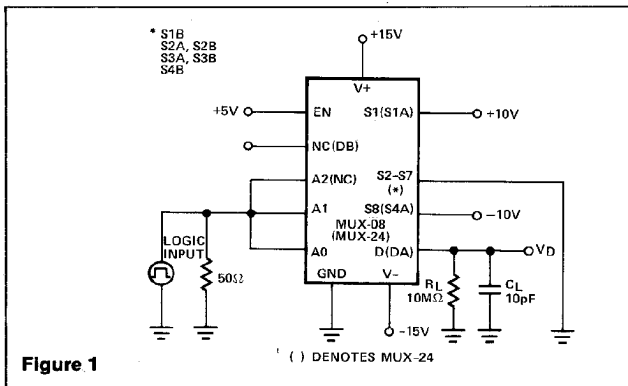 * S1B
S2A, S2B
S3A, S3B
S4B
+15V
V+
+5V
EN
S1(S1A)
+10V
NC(DB)
A2(NC)
S2–S7
(*)
A1
S8(S4A)
−10V
MUX-08
(MUX-24)
LOGIC
INPUT
50Ω
A0
D(DA)
VD
GND
V−
RL
10MΩ
CL
10pF
−15V
( ) DENOTES MUX-24
Figure 1